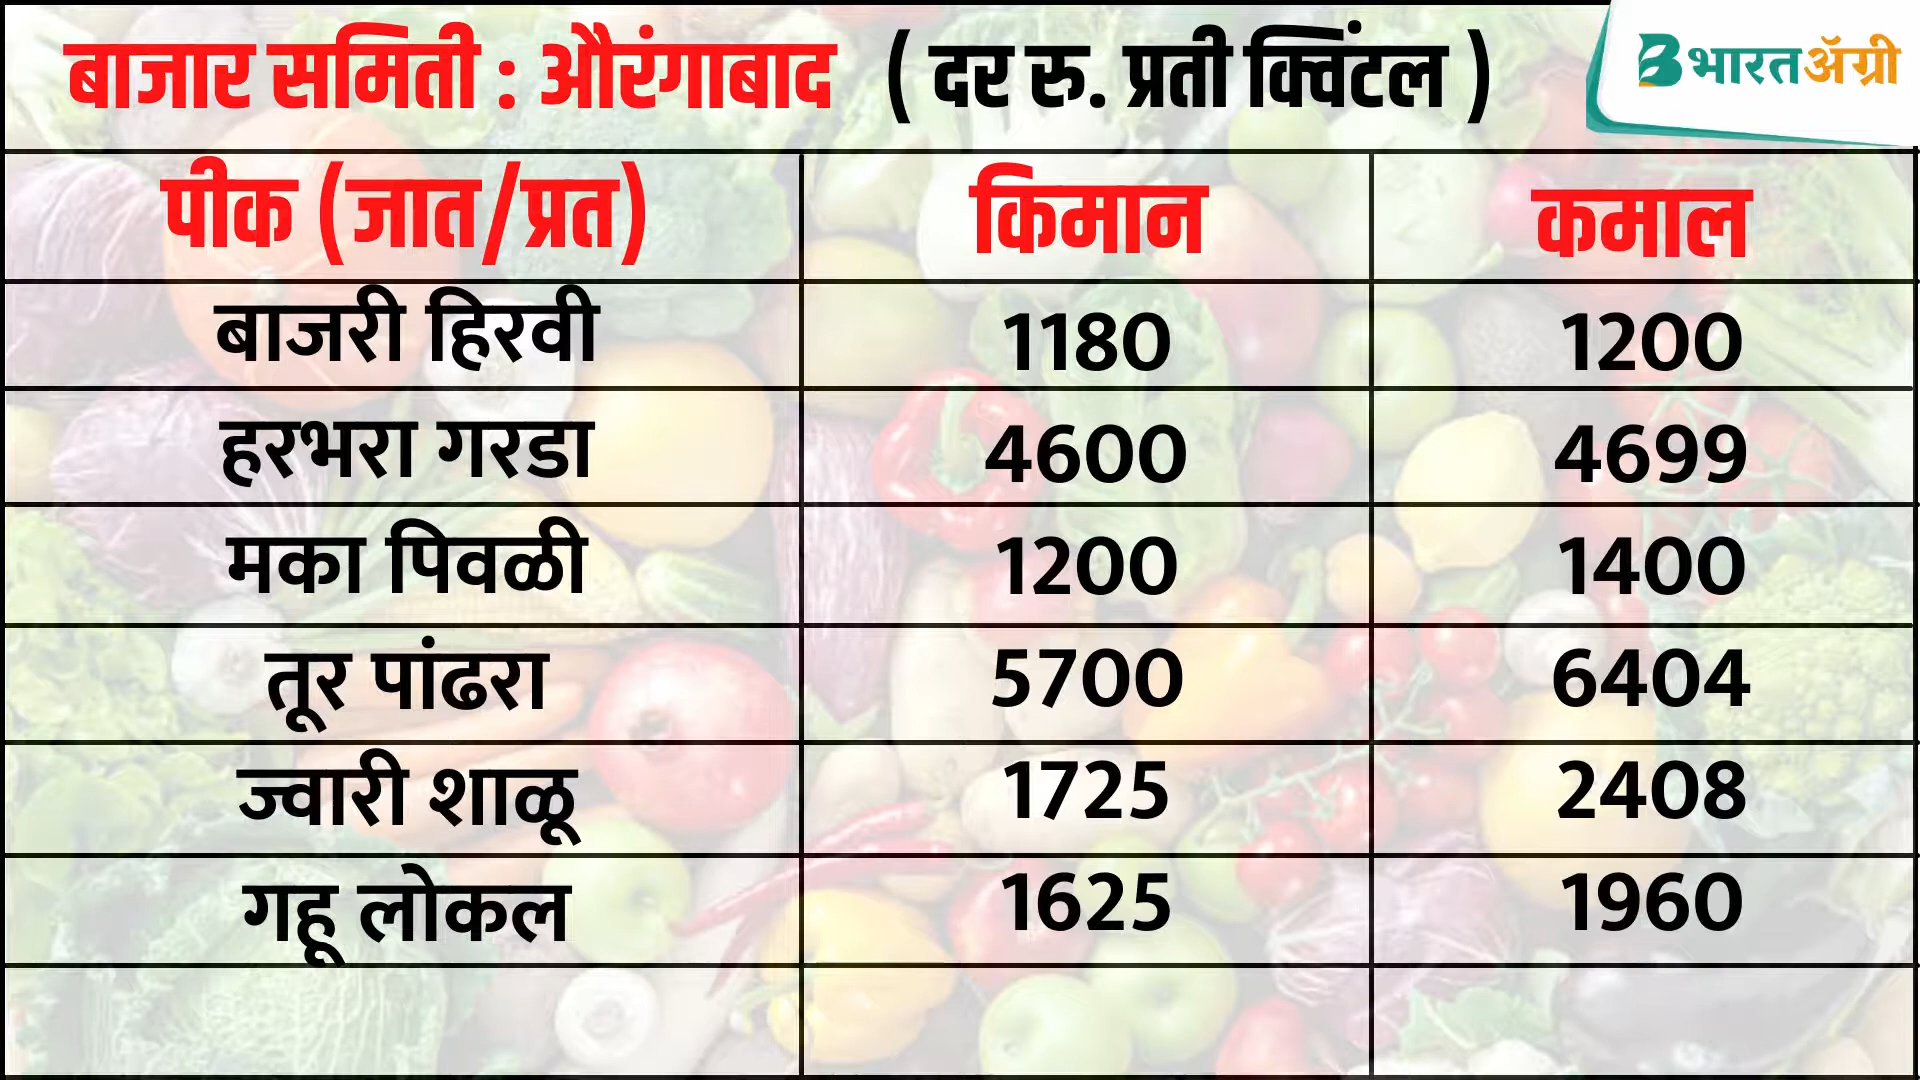 बाजार समिती : औरंगाबाद ( दर रु. प्रती क्विंटल )
भारतॲग्री
पीक (जात/प्रत) किमान कमाल
बाजरी हिरवी 1180 1200
हरभरा गरडा 4600 4699
मका पिवळी 1200 1400
तूर पांढरा 5700 6404
ज्वारी शाळू 1725 2408
गहू लोकल 1625 1960